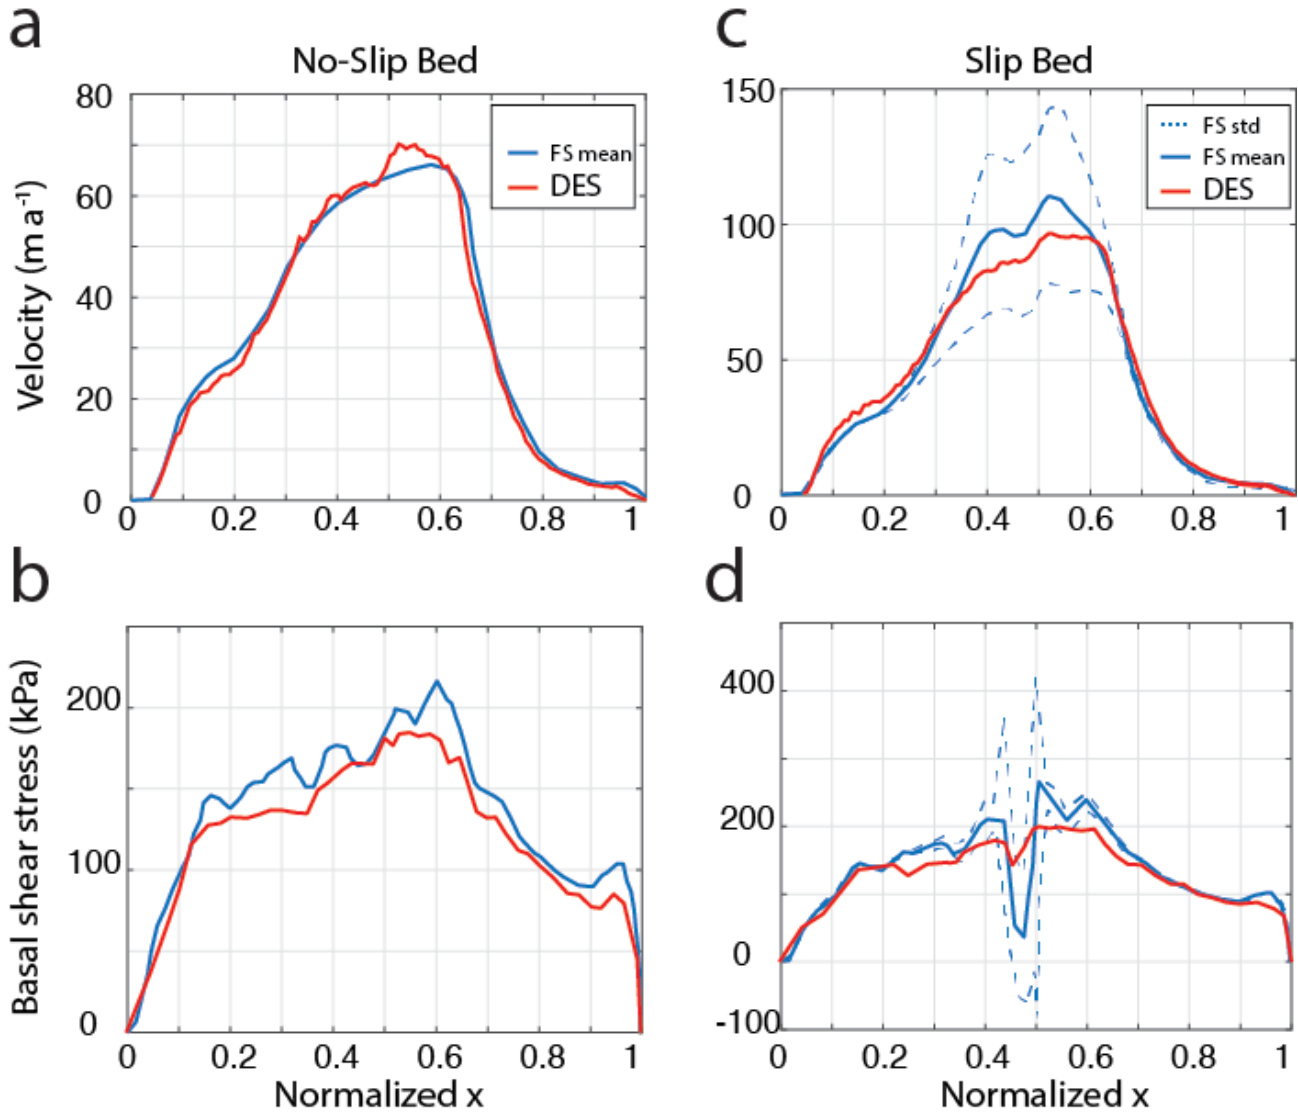 a
No-Slip Bed
80
60
40
20
0
Velocity (m a⁻¹)
FS mean
DES
0 0.2 0.4 0.6 0.8 1
c
Slip Bed
150
100
50
0
FS std
FS mean
DES
0 0.2 0.4 0.6 0.8 1
b
200
100
0
Basal shear stress (kPa)
0 0.2 0.4 0.6 0.8 1
Normalized x
d
400
300
200
100
0
-100
0 0.2 0.4 0.6 0.8 1
Normalized x